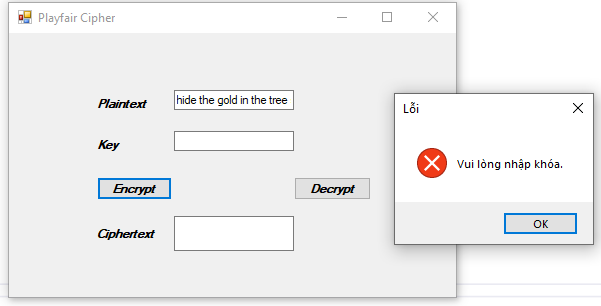 Playfair Cipher
Plaintext
hide the gold in the tree
Key
Encrypt
Decrypt
Ciphertext
Lỗi
Vui lòng nhập khóa.
OK